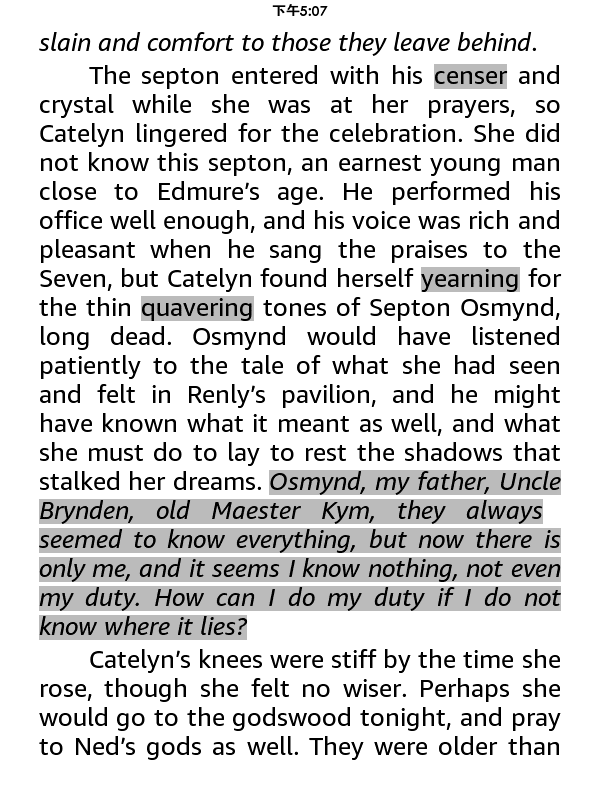 下午5:07
slain and comfort to those they leave behind.
The septon entered with his censer and
crystal while she was at her prayers, so
Catelyn lingered for the celebration. She did
not know this septon, an earnest young man
close to Edmure’s age. He performed his
office well enough, and his voice was rich and
pleasant when he sang the praises to the
Seven, but Catelyn found herself yearning for
the thin quavering tones of Septon Osmynd,
long dead. Osmynd would have listened
patiently to the tale of what she had seen
and felt in Renly’s pavilion, and he might
have known what it meant as well, and what
she must do to lay to rest the shadows that
stalked her dreams. Osmynd, my father, Uncle
Brynden, old Maester Kym, they always
seemed to know everything, but now there is
only me, and it seems I know nothing, not even
my duty. How can I do my duty if I do not
know where it lies?
Catelyn’s knees were stiff by the time she
rose, though she felt no wiser. Perhaps she
would go to the godswood tonight, and pray
to Ned’s gods as well. They were older than